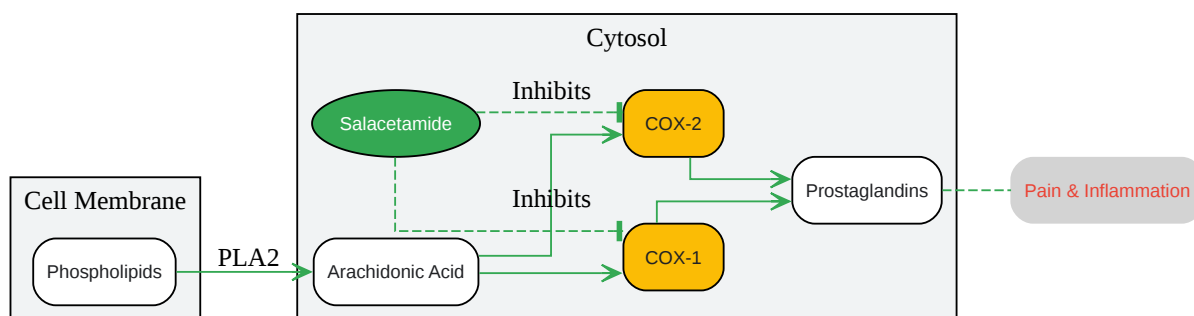 Cytosol
Inhibits
Salacetamide
COX-2
Cell Membrane
Inhibits
Prostaglandins
Pain & Inflammation
PLA2
Phospholipids
Arachidonic Acid
COX-1